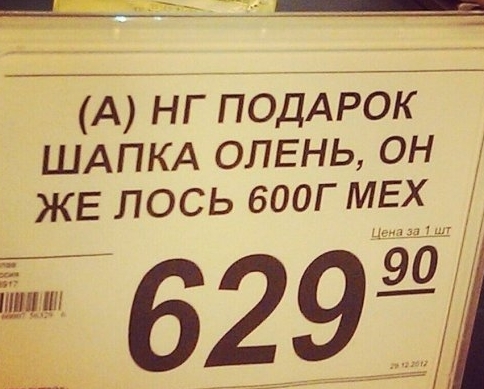 (А) НГ ПОДАРОК
ШАПКА ОЛЕНЬ, ОН
ЖЕ ЛОСЬ 600Г МЕХ
Цена за 1 шт
629 90
29.12.2012